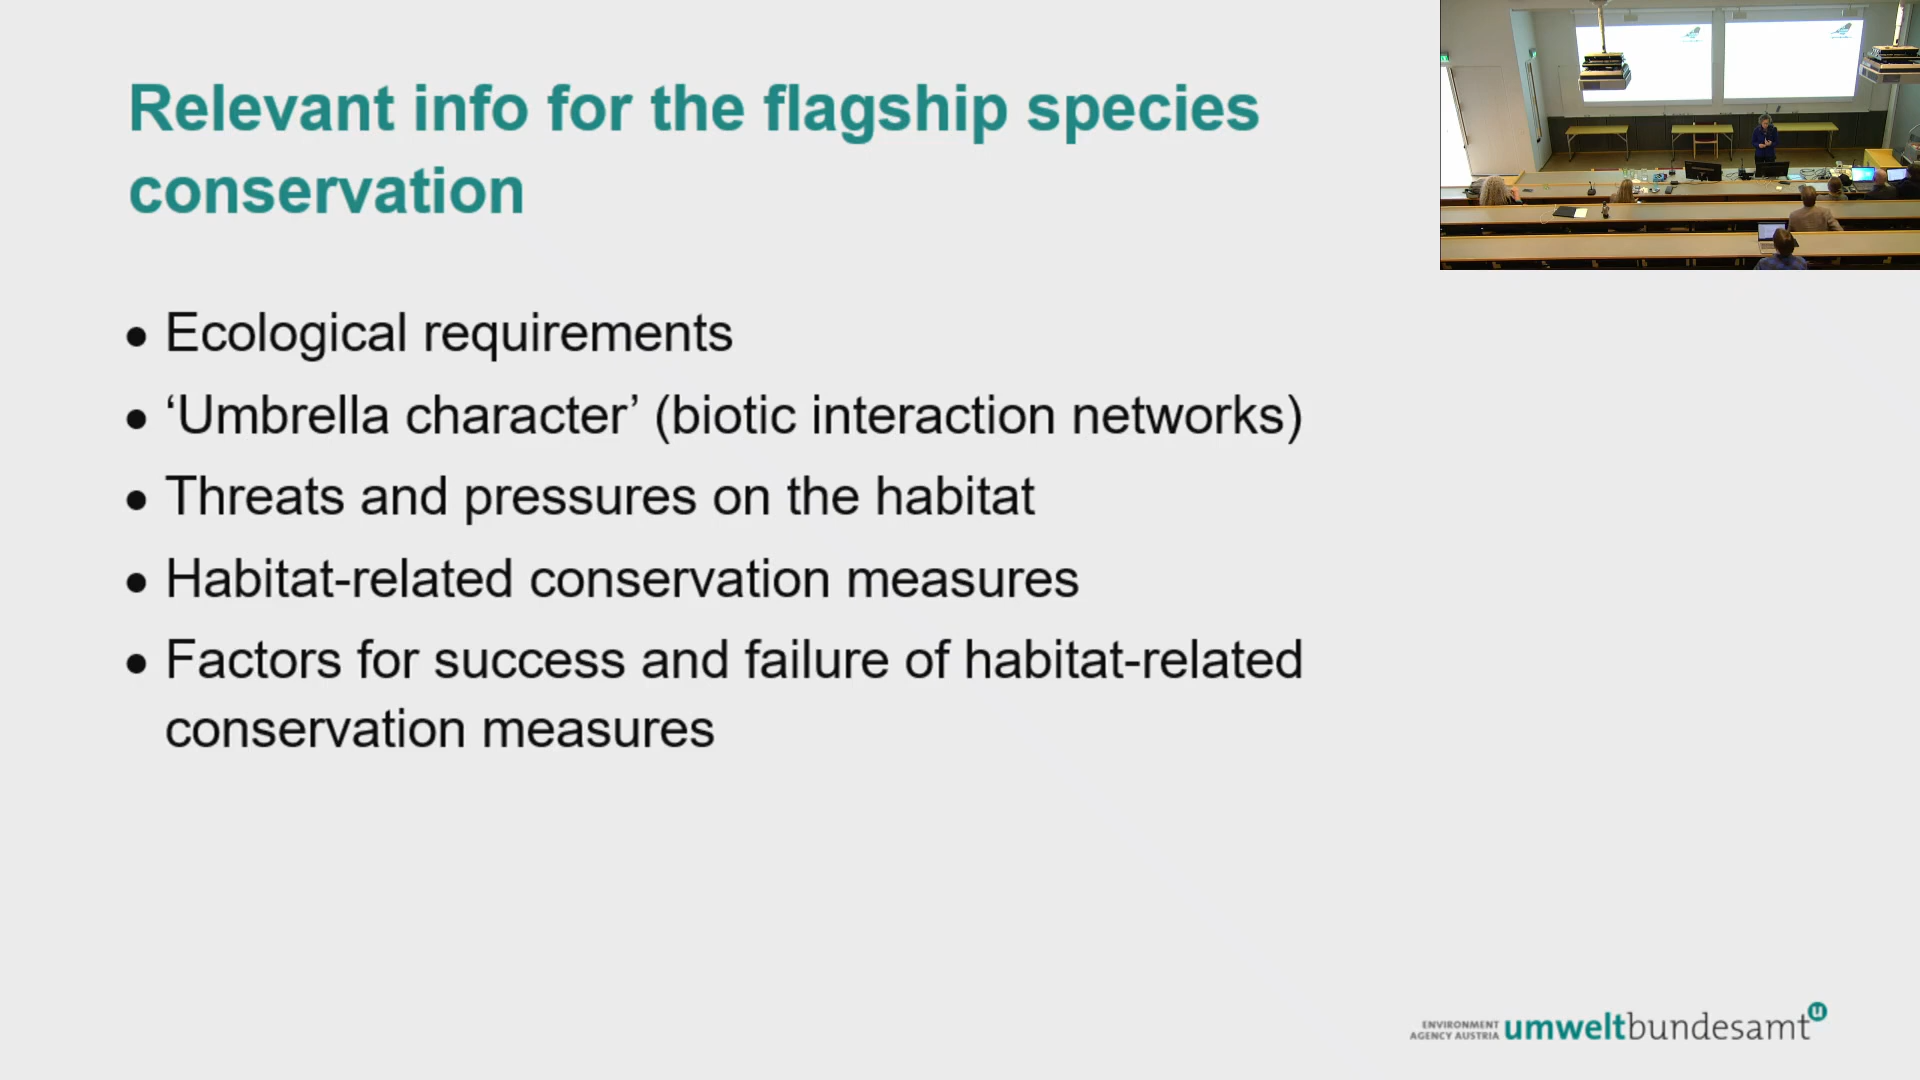 Relevant info for the flagship species
conservation
• Ecological requirements
• ‘Umbrella character’ (biotic interaction networks)
• Threats and pressures on the habitat
• Habitat-related conservation measures
• Factors for success and failure of habitat-related
conservation measures
ENVIRONMENT
AGENCY AUSTRIA umweltbundesamt
u